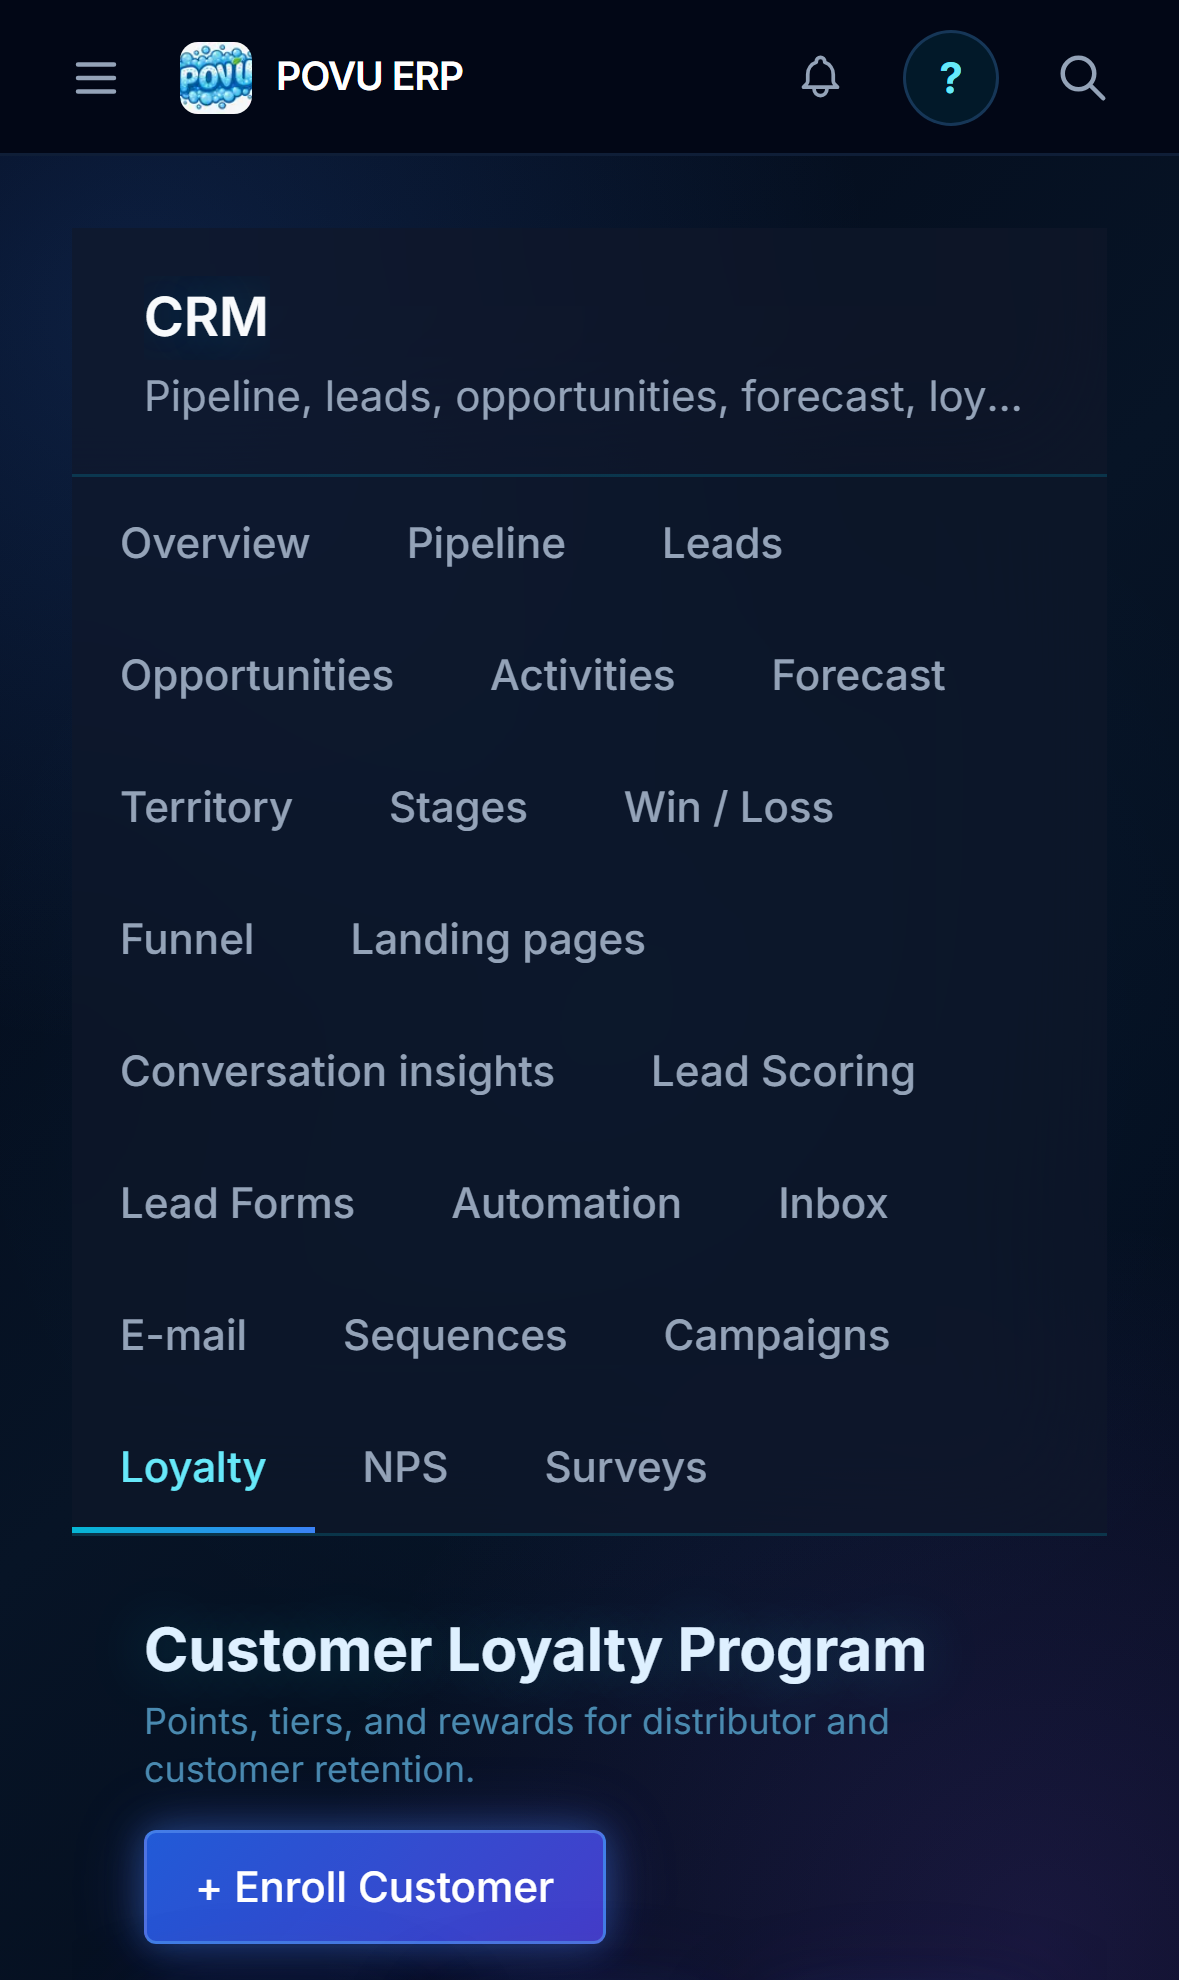 POVU
POVU ERP
?
CRM
Pipeline, leads, opportunities, forecast, loy...
Overview Pipeline Leads
Opportunities Activities Forecast
Territory Stages Win / Loss
Funnel Landing pages
Conversation insights Lead Scoring
Lead Forms Automation Inbox
E-mail Sequences Campaigns
Loyalty NPS Surveys
Customer Loyalty Program
Points, tiers, and rewards for distributor and
customer retention.
+ Enroll Customer